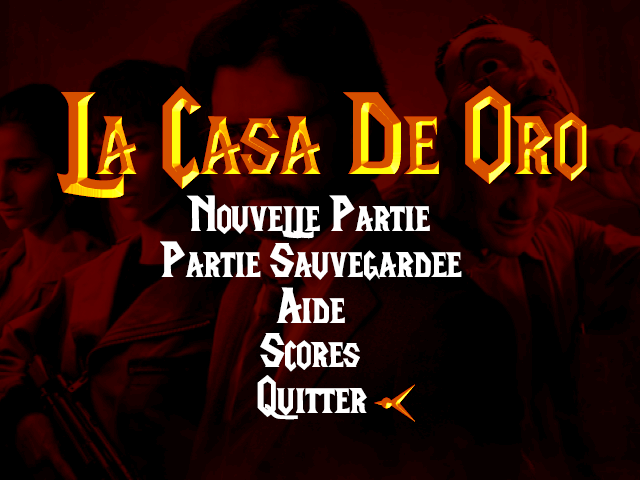 La Casa De Oro
Nouvelle Partie
Partie Sauvegardee
Aide
Scores
Quitter